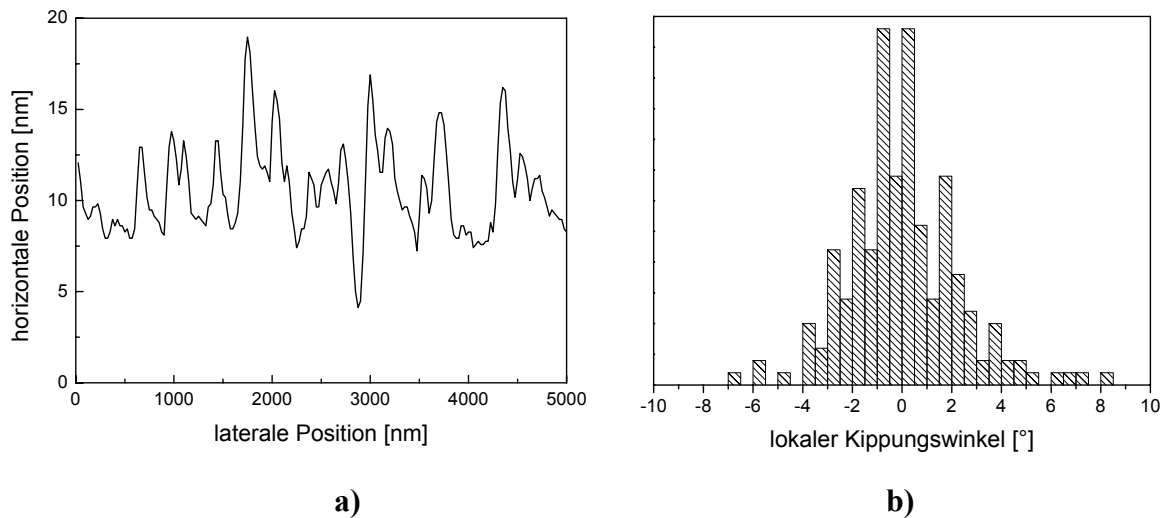 20
15
10
5
0
horizontale Position [nm]
0 1000 2000 3000 4000 5000
laterale Position [nm]
a)
-10 -8 -6 -4 -2 0 2 4 6 8 10
lokaler Kippungswinkel [°]
b)